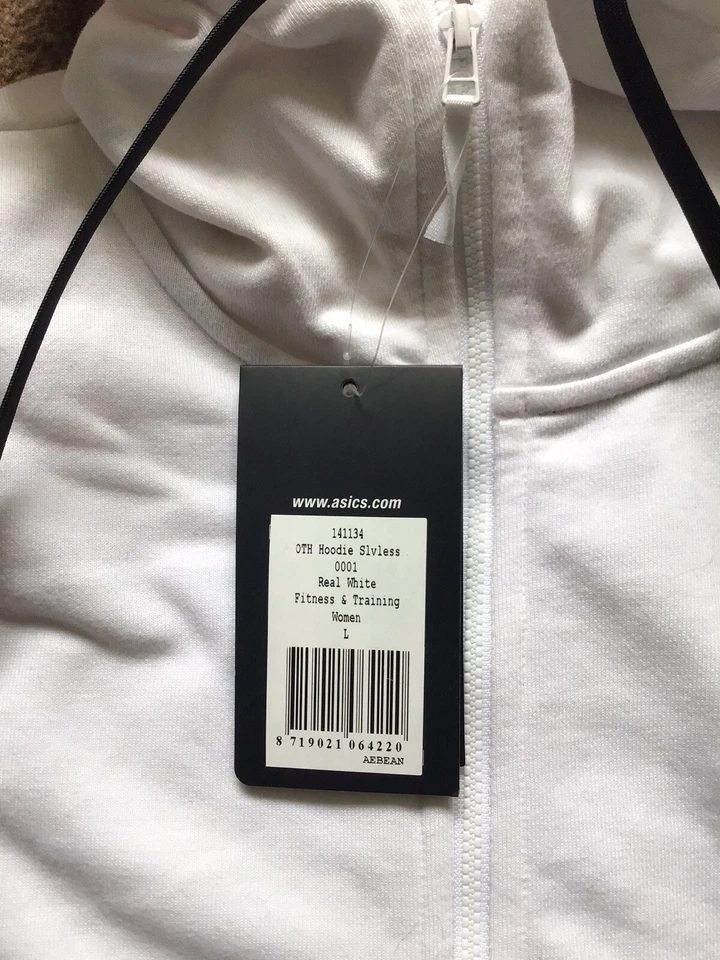 www.asics.com
141134
OTH Hoodie Slvless
0001
Real White
Fitness & Training
Women
L
8 719021 064220
AEBEAN